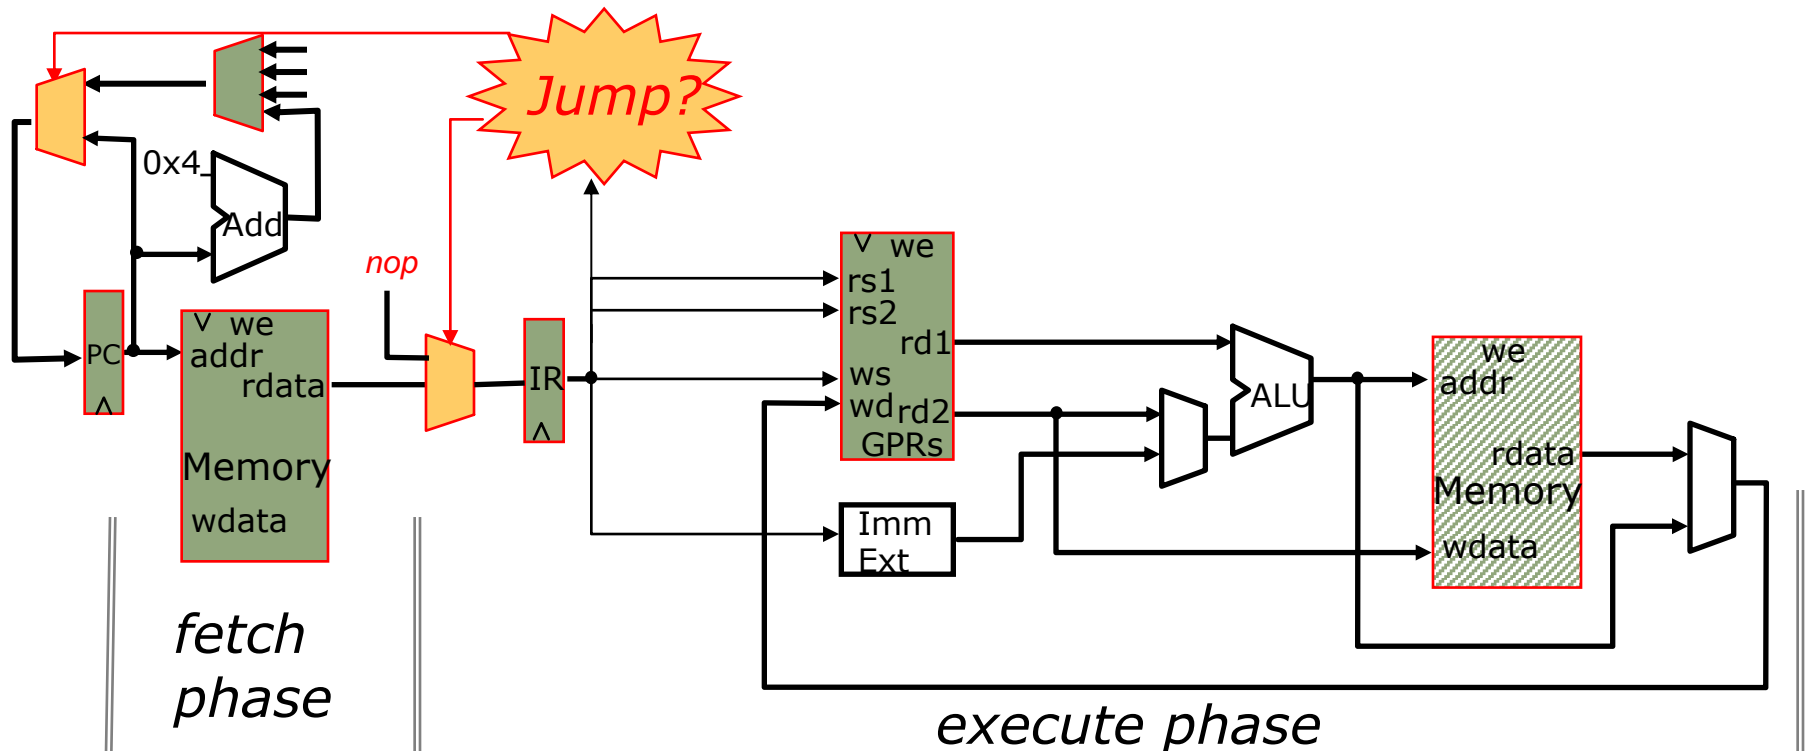 Jump?
0x4
Add
nop
PC
we
addr
rdata
Memory
wdata
IR
we
rs1
rs2
rd1
ws
wd rd2
GPRs
Imm
Ext
ALU
we
addr
rdata
Memory
wdata
fetch
phase
execute phase